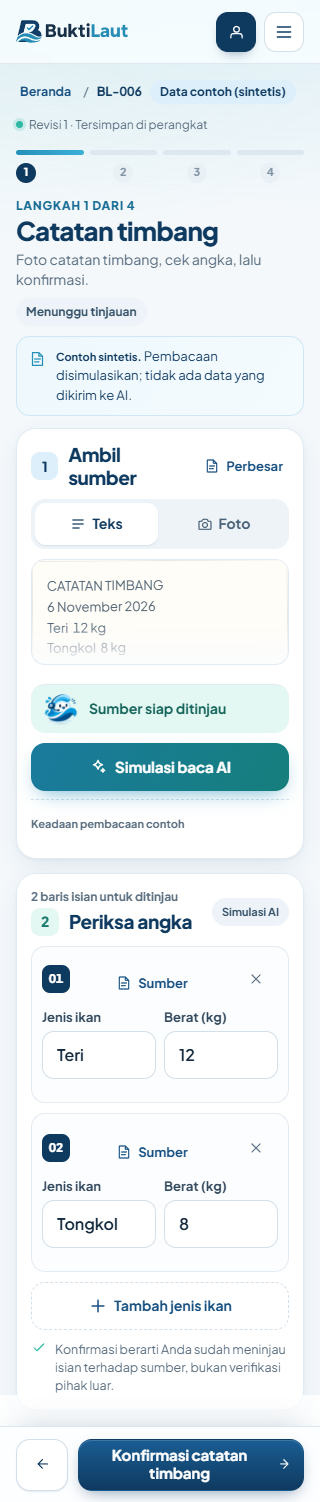 BuktiLaut
Beranda / BL-006 Data contoh (sintetis)
Revisi 1 · Tersimpan di perangkat
1 2 3 4
LANGKAH 1 DARI 4
Catatan timbang
Foto catatan timbang, cek angka, lalu
konfirmasi.
Menunggu tinjauan
Contoh sintetis. Pembacaan
disimulasikan; tidak ada data yang
dikirim ke AI.
1 Ambil
sumber
Perbesar
Teks Foto
CATATAN TIMBANG
6 November 2026
Teri 12 kg
Tongkol 8 kg
Sumber siap ditinjau
Simulasi baca AI
Keadaan pembacaan contoh
2 baris isian untuk ditinjau
2 Periksa angka
Simulasi AI
01 Sumber
Jenis ikan Berat (kg)
Teri 12
02 Sumber
Jenis ikan Berat (kg)
Tongkol 8
Tambah jenis ikan
Konfirmasi berarti Anda sudah meninjau
isian terhadap sumber, bukan verifikasi
pihak luar.
Konfirmasi catatan
timbang